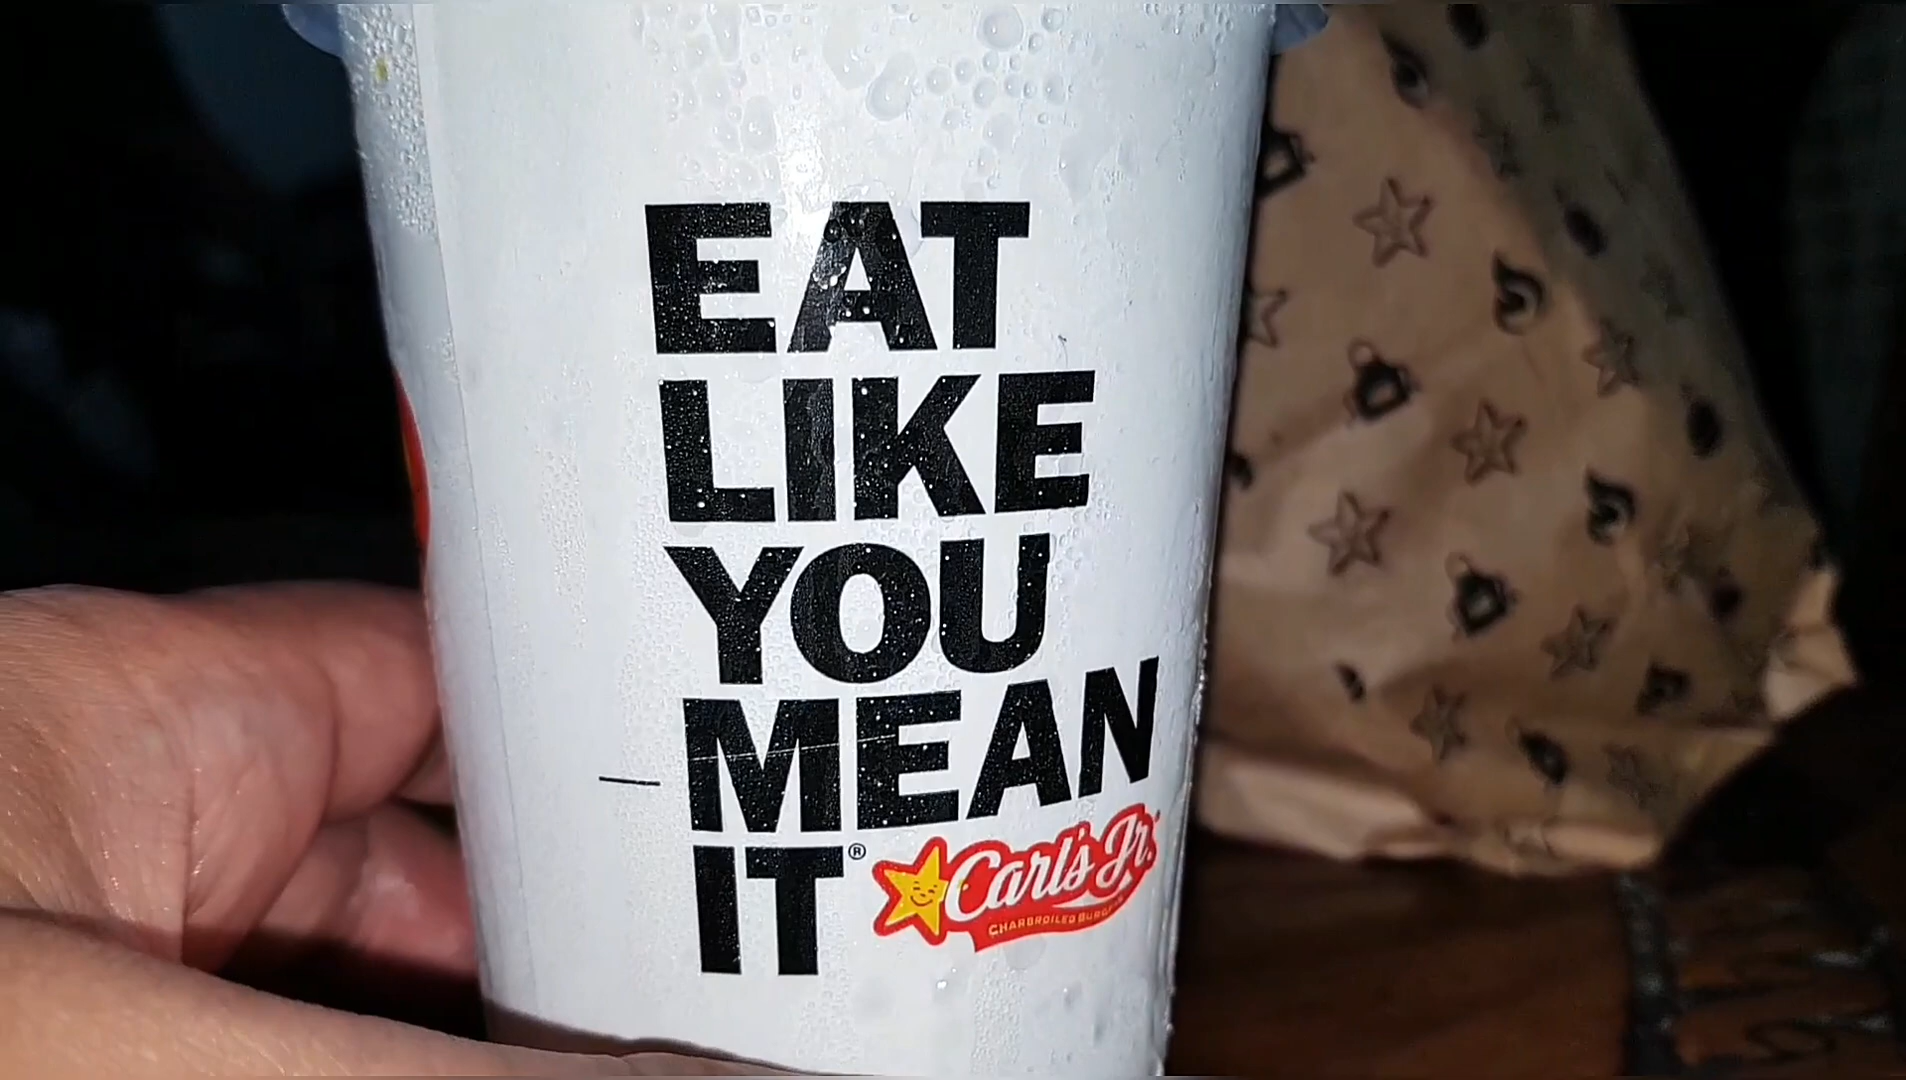 EAT
LIKE
YOU
MEAN
IT®
Carl's Jr.
CHARBROILED BURGERS